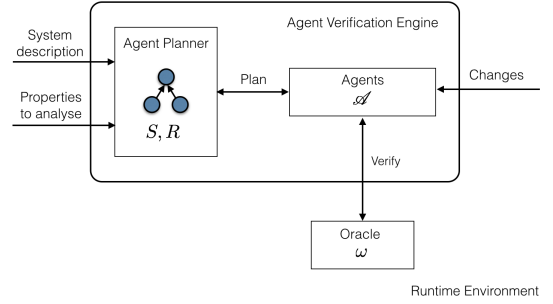 Agent Verification Engine
System
description
Agent Planner
Properties
to analyse
S, R
Plan
Agents
𝒜
Changes
Verify
Oracle
ω
Runtime Environment